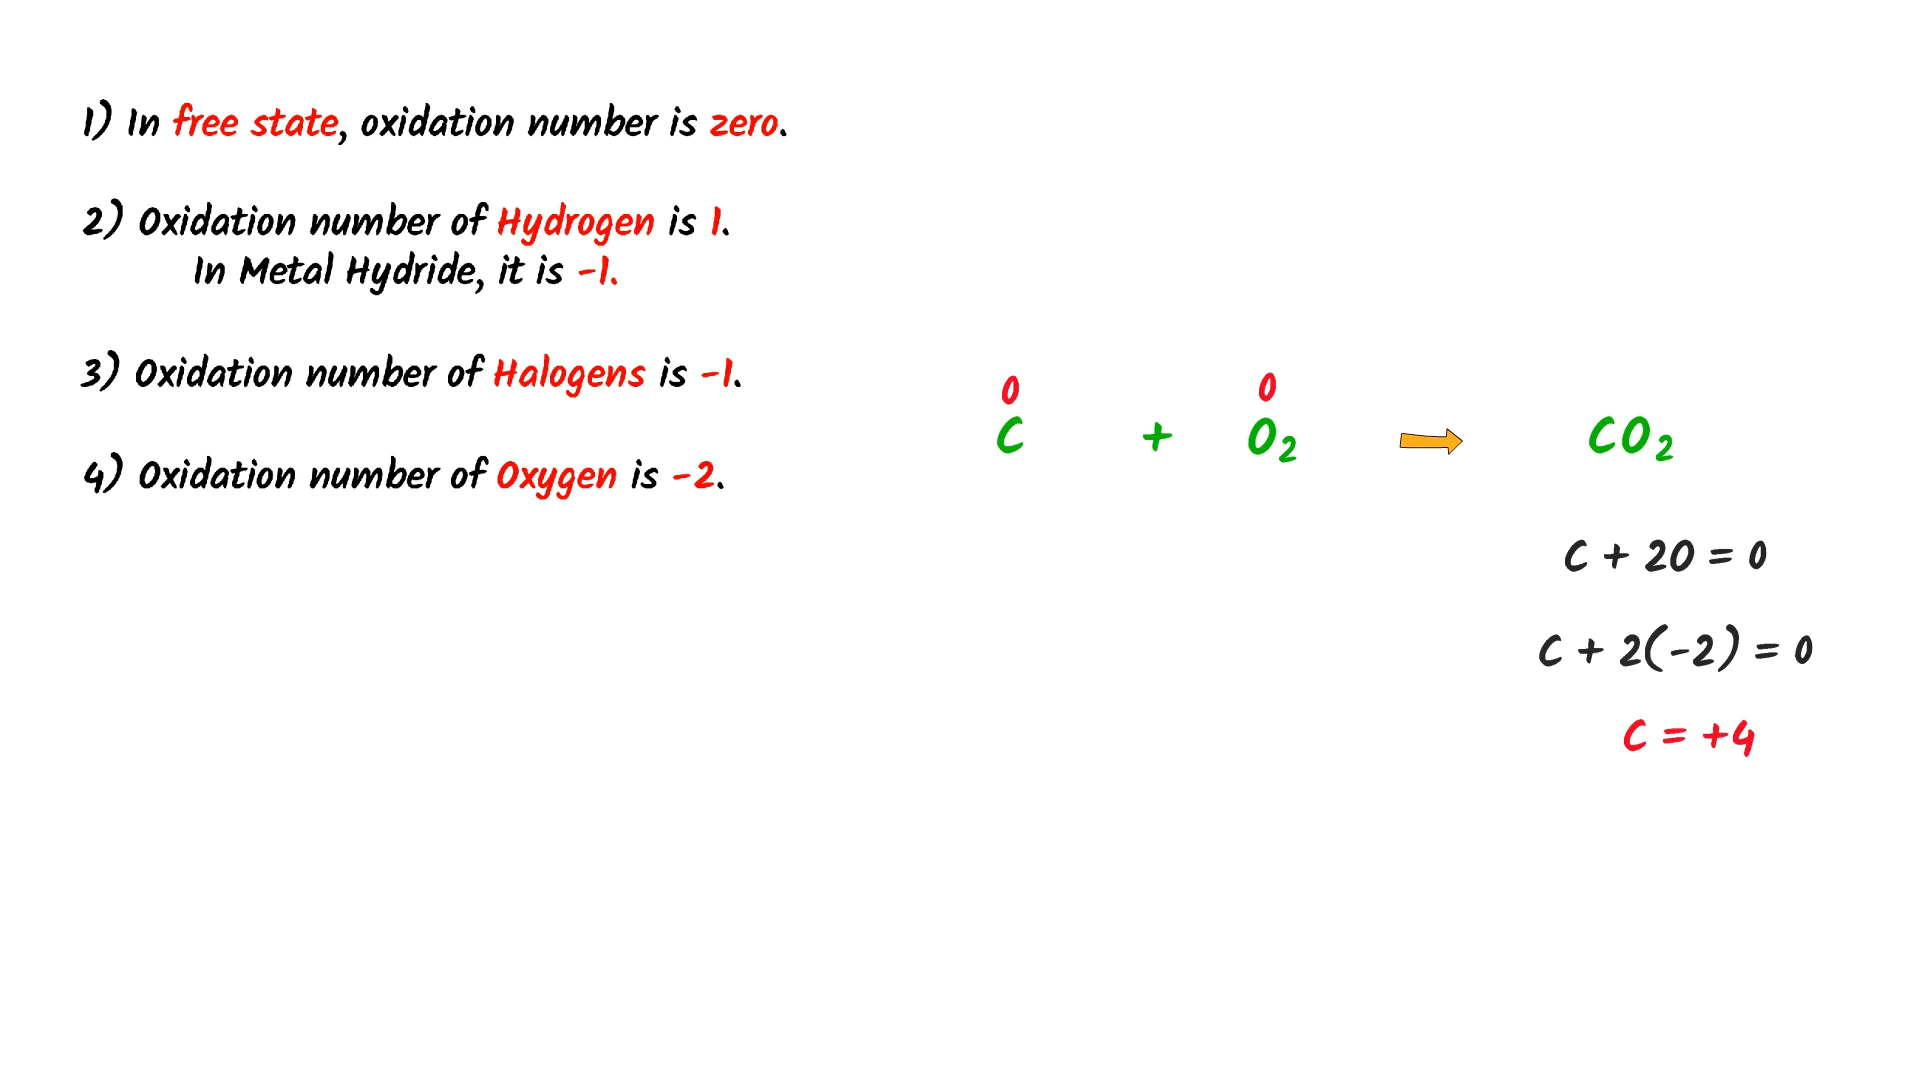 1) In free state, oxidation number is zero.
2) Oxidation number of Hydrogen is 1.
In Metal Hydride, it is -1.
3) Oxidation number of Halogens is -1.
4) Oxidation number of Oxygen is -2.
0 0
C + O₂ CO₂
C + 2O = 0
C + 2(-2) = 0
C = +4